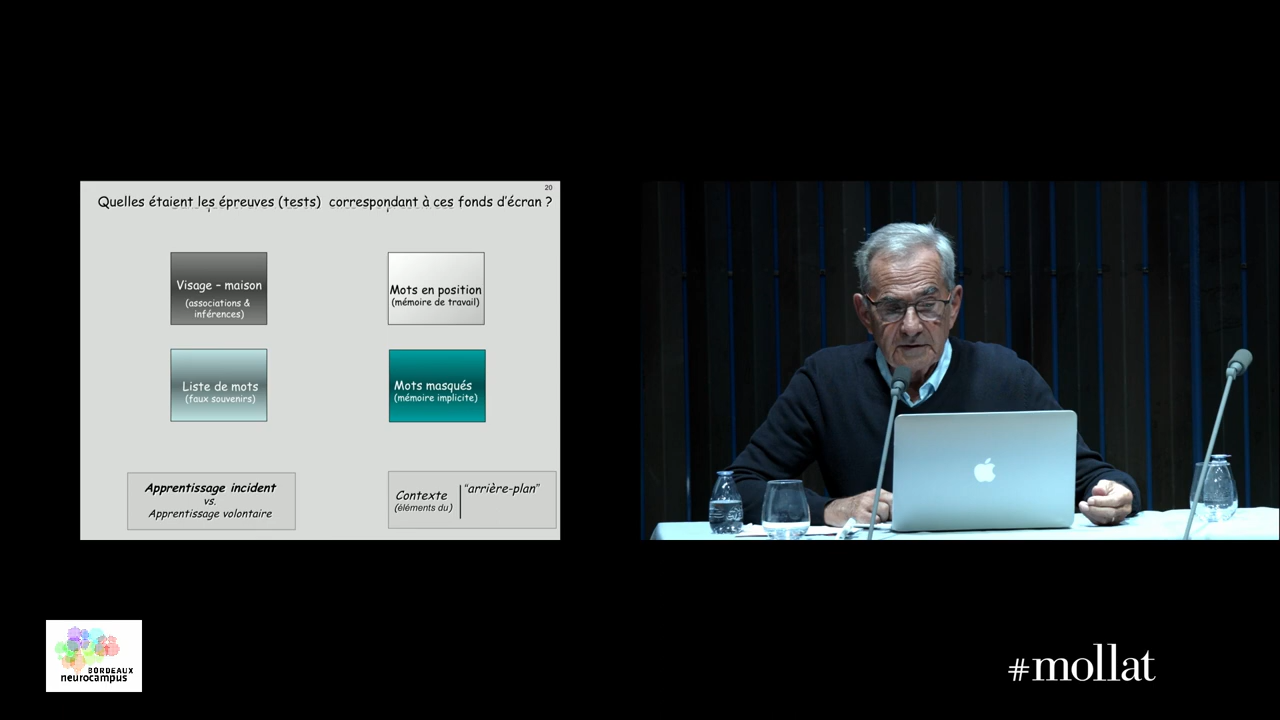 20
Quelles étaient les épreuves (tests) correspondant à ces fonds d'écran ?
Visage – maison
(associations &
inférences)
Mots en position
(mémoire de travail)
Liste de mots
(faux souvenirs)
Mots masqués
(mémoire implicite)
Apprentissage incident
vs.
Apprentissage volontaire
Contexte
(éléments du)
"arrière-plan"
BORDEAUX
neurocampus
#mollat